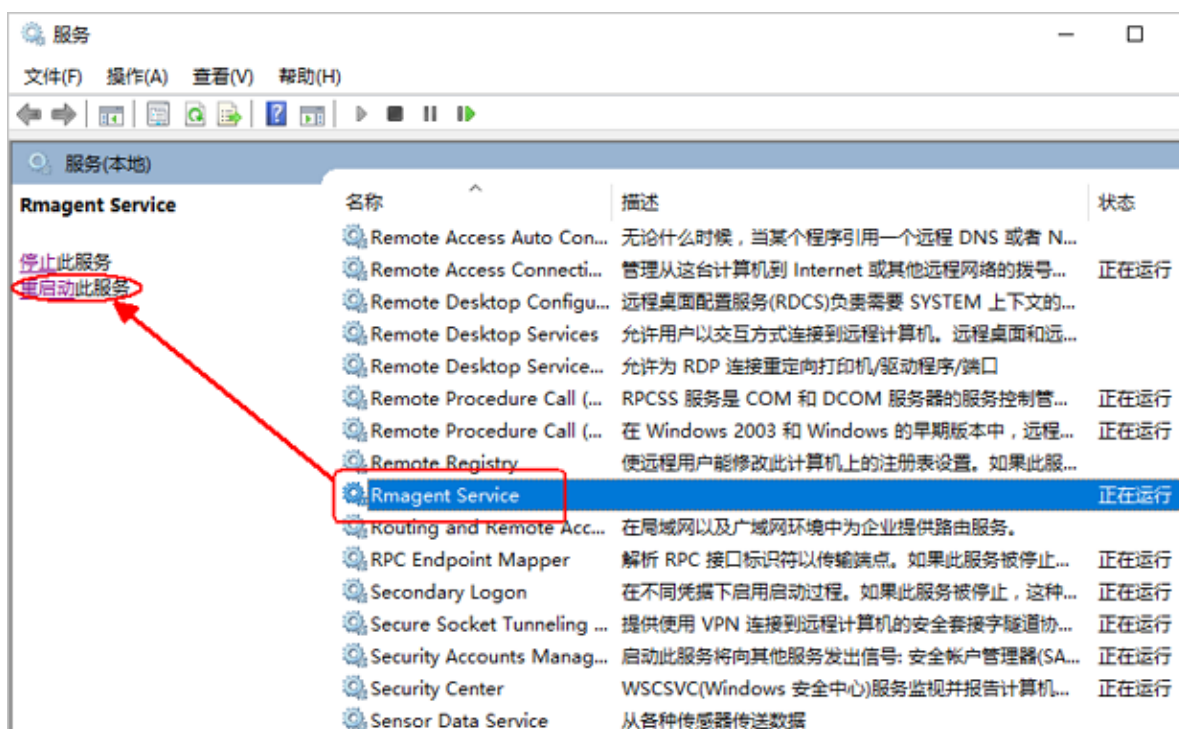 服务
文件(F) 操作(A) 查看(V) 帮助(H)
服务(本地)
Rmagent Service
停止此服务
重启动此服务
名称 描述 状态
Remote Access Auto Con... 无论什么时候，当某个程序引用一个远程 DNS 或者 N...
Remote Access Connecti... 管理从这台计算机到 Internet 或其他远程网络的拨号... 正在运行
Remote Desktop Configu... 远程桌面配置服务(RDCS)负责需要 SYSTEM 上下文的...
Remote Desktop Services 允许用户以交互方式连接到远程计算机。远程桌面和远...
Remote Desktop Service... 允许为 RDP 连接重定向打印机/驱动程序/端口
Remote Procedure Call (... RPCSS 服务是 COM 和 DCOM 服务器的服务控制管... 正在运行
Remote Procedure Call (... 在 Windows 2003 和 Windows 的早期版本中，远程... 正在运行
Remote Registry 使远程用户能修改此计算机上的注册表设置。如果此服...
Rmagent Service 正在运行
Routing and Remote Acc... 在局域网以及广域网环境中为企业提供路由服务。
RPC Endpoint Mapper 解析 RPC 接口标识符以传输端点。如果此服务被停止... 正在运行
Secondary Logon 在不同凭据下启用启动过程。如果此服务被停止，这种... 正在运行
Secure Socket Tunneling ... 提供使用 VPN 连接到远程计算机的安全套接字隧道协... 正在运行
Security Accounts Manag... 启动此服务将向其他服务发出信号: 安全帐户管理器(SA... 正在运行
Security Center WSCSVC(Windows 安全中心)服务监视并报告计算机... 正在运行
Sensor Data Service 从各种传感器传送数据